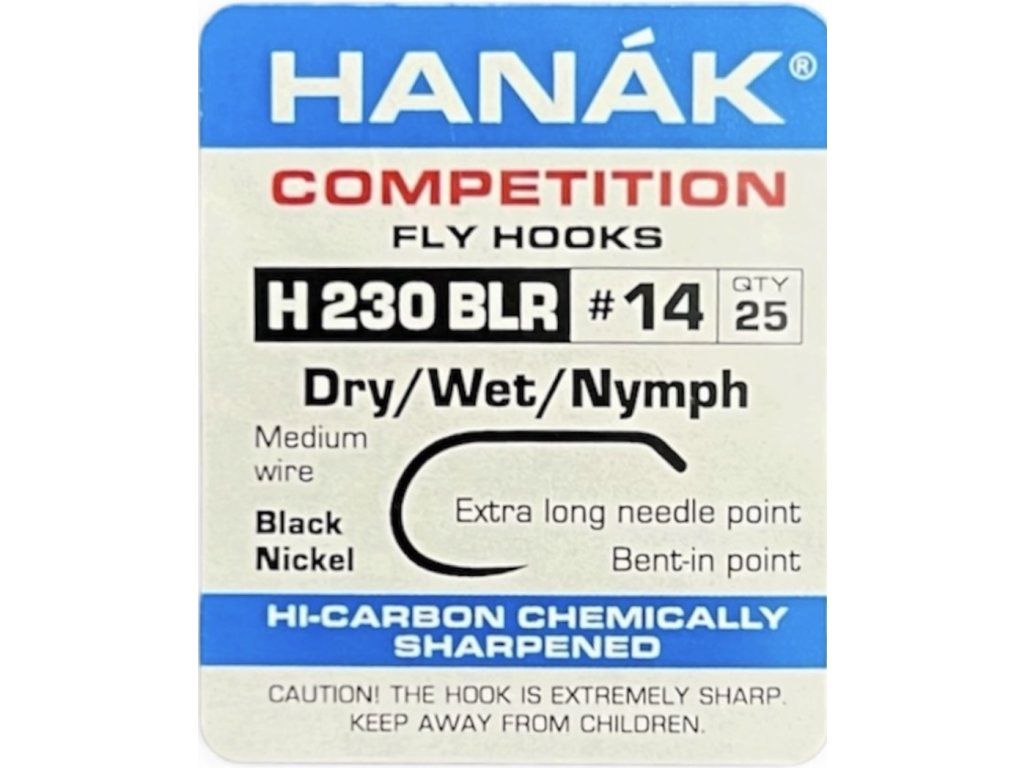 HANÁK®
COMPETITION
FLY HOOKS
H 230 BLR #14 QTY 25
Dry/Wet/Nymph
Medium wire
Extra long needle point
Black Nickel
Bent-in point
HI-CARBON CHEMICALLY
SHARPENED
CAUTION! THE HOOK IS EXTREMELY SHARP.
KEEP AWAY FROM CHILDREN.